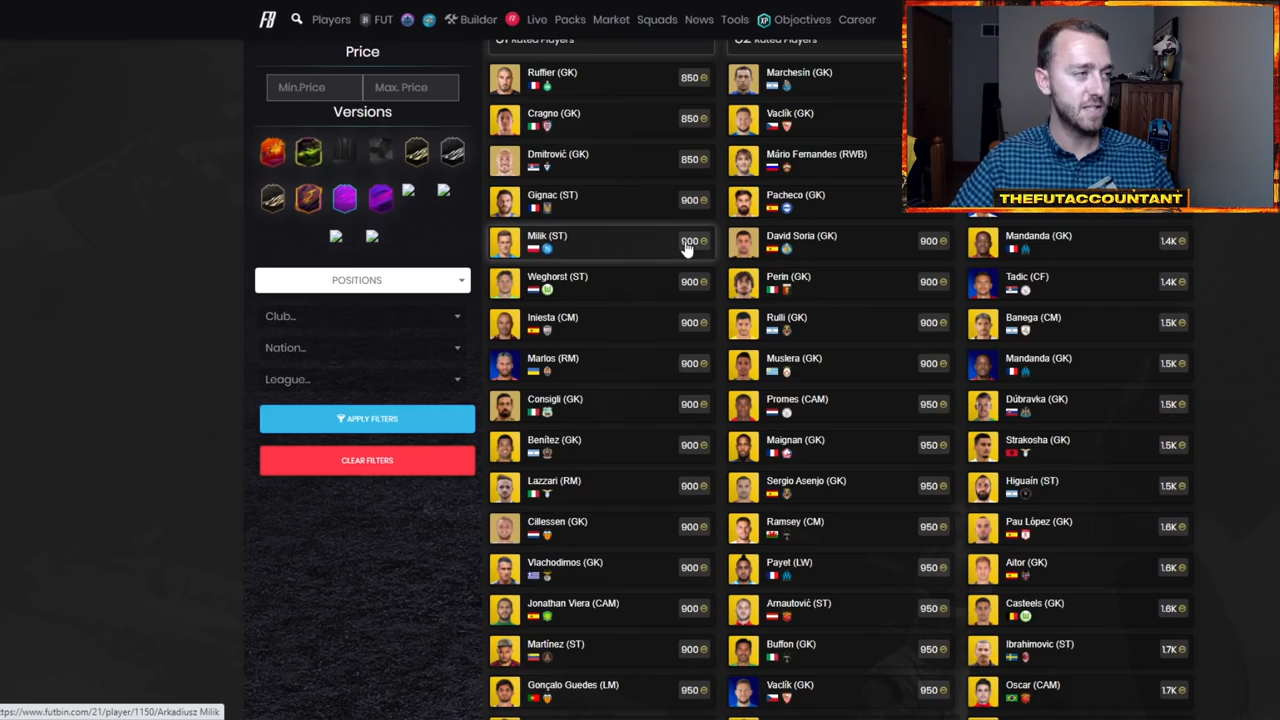 FB Players FUT Builder Live Packs Market Squads News Tools XP Objectives Career
Price
Min.Price Max. Price
Versions
POSITIONS
Club...
Nation...
League...
APPLY FILTERS
CLEAR FILTERS
Rated Players
Ruffier (GK) 850
Cragno (GK) 850
Dmitrović (GK) 850
Gignac (ST) 900
Milik (ST) 900
Weghorst (ST) 900
Iniesta (CM) 900
Marlos (RM) 900
Consigli (GK) 900
Benítez (GK) 900
Lazzari (RM) 900
Cillessen (GK) 900
Vlachodimos (GK) 900
Jonathan Viera (CAM) 900
Martínez (ST) 900
Gonçalo Guedes (LM) 950
Rated Players
Marchesín (GK)
Vaclík (GK)
Mário Fernandes (RWB)
Pacheco (GK)
David Soria (GK) 900
Perin (GK) 900
Rulli (GK) 900
Muslera (GK) 900
Promes (CAM) 950
Maignan (GK) 950
Sergio Asenjo (GK) 950
Ramsey (CM) 950
Payet (LW) 950
Arnautović (ST) 950
Buffon (GK) 950
Vaclík (GK) 950
Mandanda (GK) 1.4K
Tadic (CF) 1.4K
Banega (CM) 1.5K
Mandanda (GK) 1.5K
Dúbravka (GK) 1.5K
Strakosha (GK) 1.5K
Higuaín (ST) 1.5K
Pau López (GK) 1.6K
Aitor (GK) 1.6K
Casteels (GK) 1.6K
Ibrahimovic (ST) 1.7K
Oscar (CAM) 1.7K
THEFUTACCOUNTANT
ttps://www.futbin.com/21/player/1150/Arkadiusz Milik